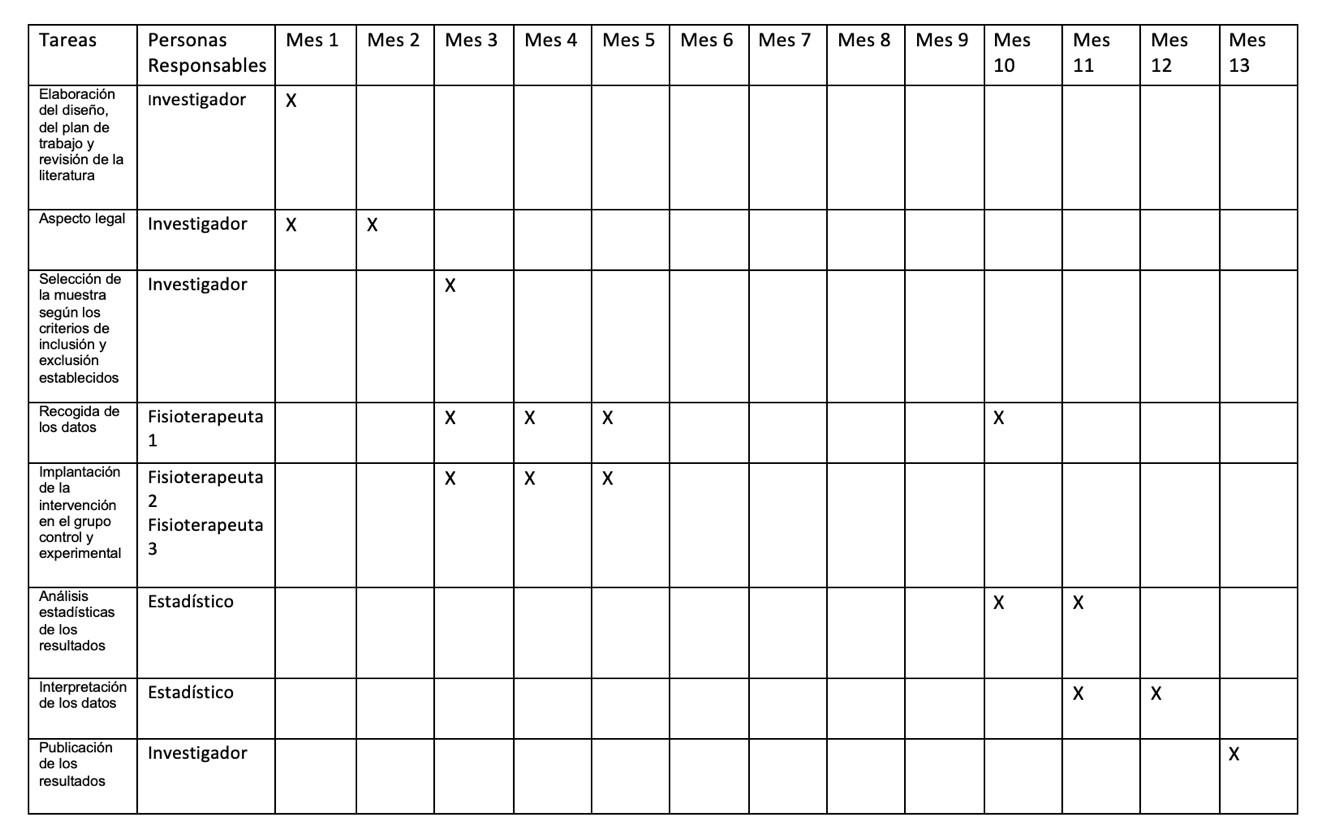 Tareas Personas Responsables Mes 1 Mes 2 Mes 3 Mes 4 Mes 5 Mes 6 Mes 7 Mes 8 Mes 9 Mes 10 Mes 11 Mes 12 Mes 13
Elaboración
del diseño,
del plan de
trabajo y
revisión de la
literatura
Investigador X
Aspecto legal Investigador X X
Selección de
la muestra
según los
criterios de
inclusión y
exclusión
establecidos
Investigador X
Recogida de
los datos
Fisioterapeuta
1
X X X X
Implantación
de la
intervención
en el grupo
control y
experimental
Fisioterapeuta
2
Fisioterapeuta
3
X X X
Análisis
estadísticas
de los
resultados
Estadístico X X
Interpretación
de los datos
Estadístico X X
Publicación
de los
resultados
Investigador X